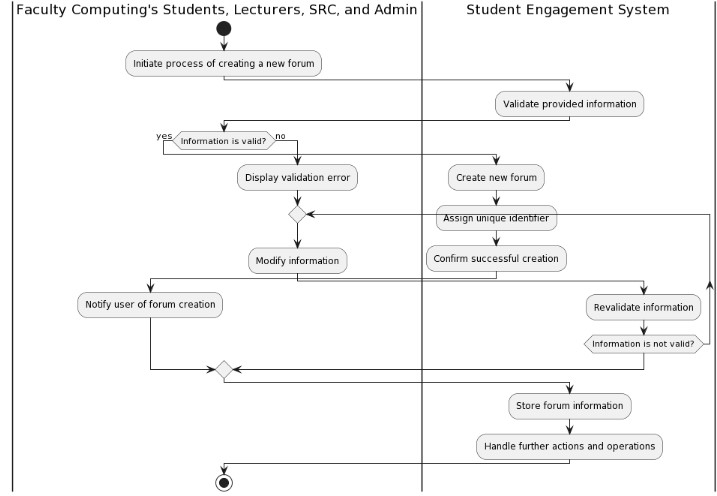 Faculty Computing's Students, Lecturers, SRC, and Admin
Student Engagement System
Initiate process of creating a new forum
Validate provided information
yes
Information is valid?
no
Display validation error
Create new forum
Assign unique identifier
Modify information
Confirm successful creation
Notify user of forum creation
Revalidate information
Information is not valid?
Store forum information
Handle further actions and operations